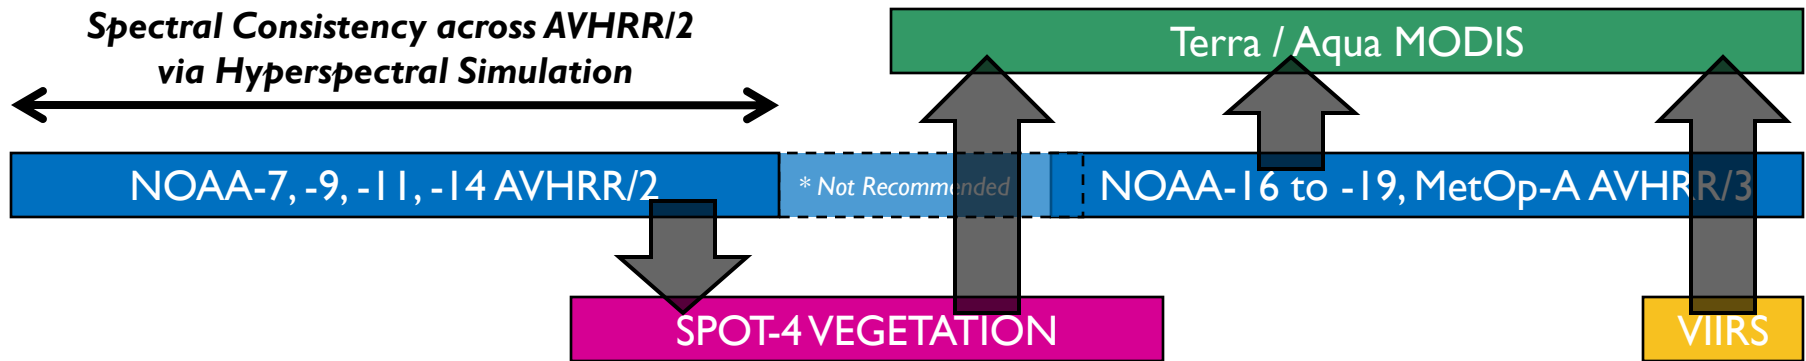 Spectral Consistency across AVHRR/2
via Hyperspectral Simulation
Terra / Aqua MODIS
NOAA-7, -9, -11, -14 AVHRR/2
* Not Recommended
NOAA-16 to -19, MetOp-A AVHRR/3
SPOT-4 VEGETATION
VIIRS